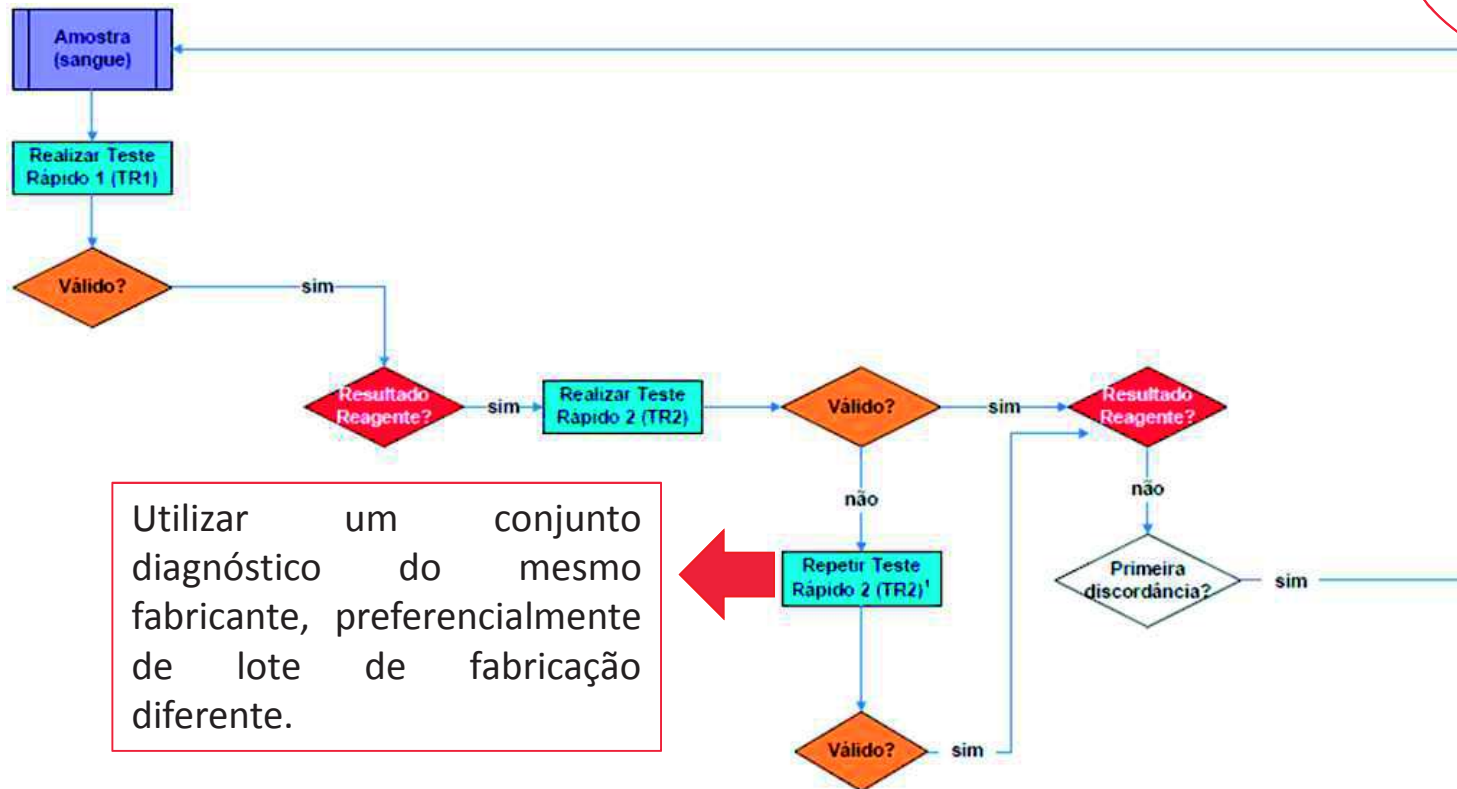 Amostra
(sangue)
Realizar Teste
Rápido 1 (TR1)
Válido?
sim
Resultado
Reagente?
sim
Realizar Teste
Rápido 2 (TR2)
Válido?
sim
Resultado
Reagente?
não
não
Utilizar um conjunto
diagnóstico do mesmo
fabricante, preferencialmente
de lote de fabricação
diferente.
Repetir Teste
Rápido 2 (TR2)¹
Primeira
discordância?
sim
Válido?
sim